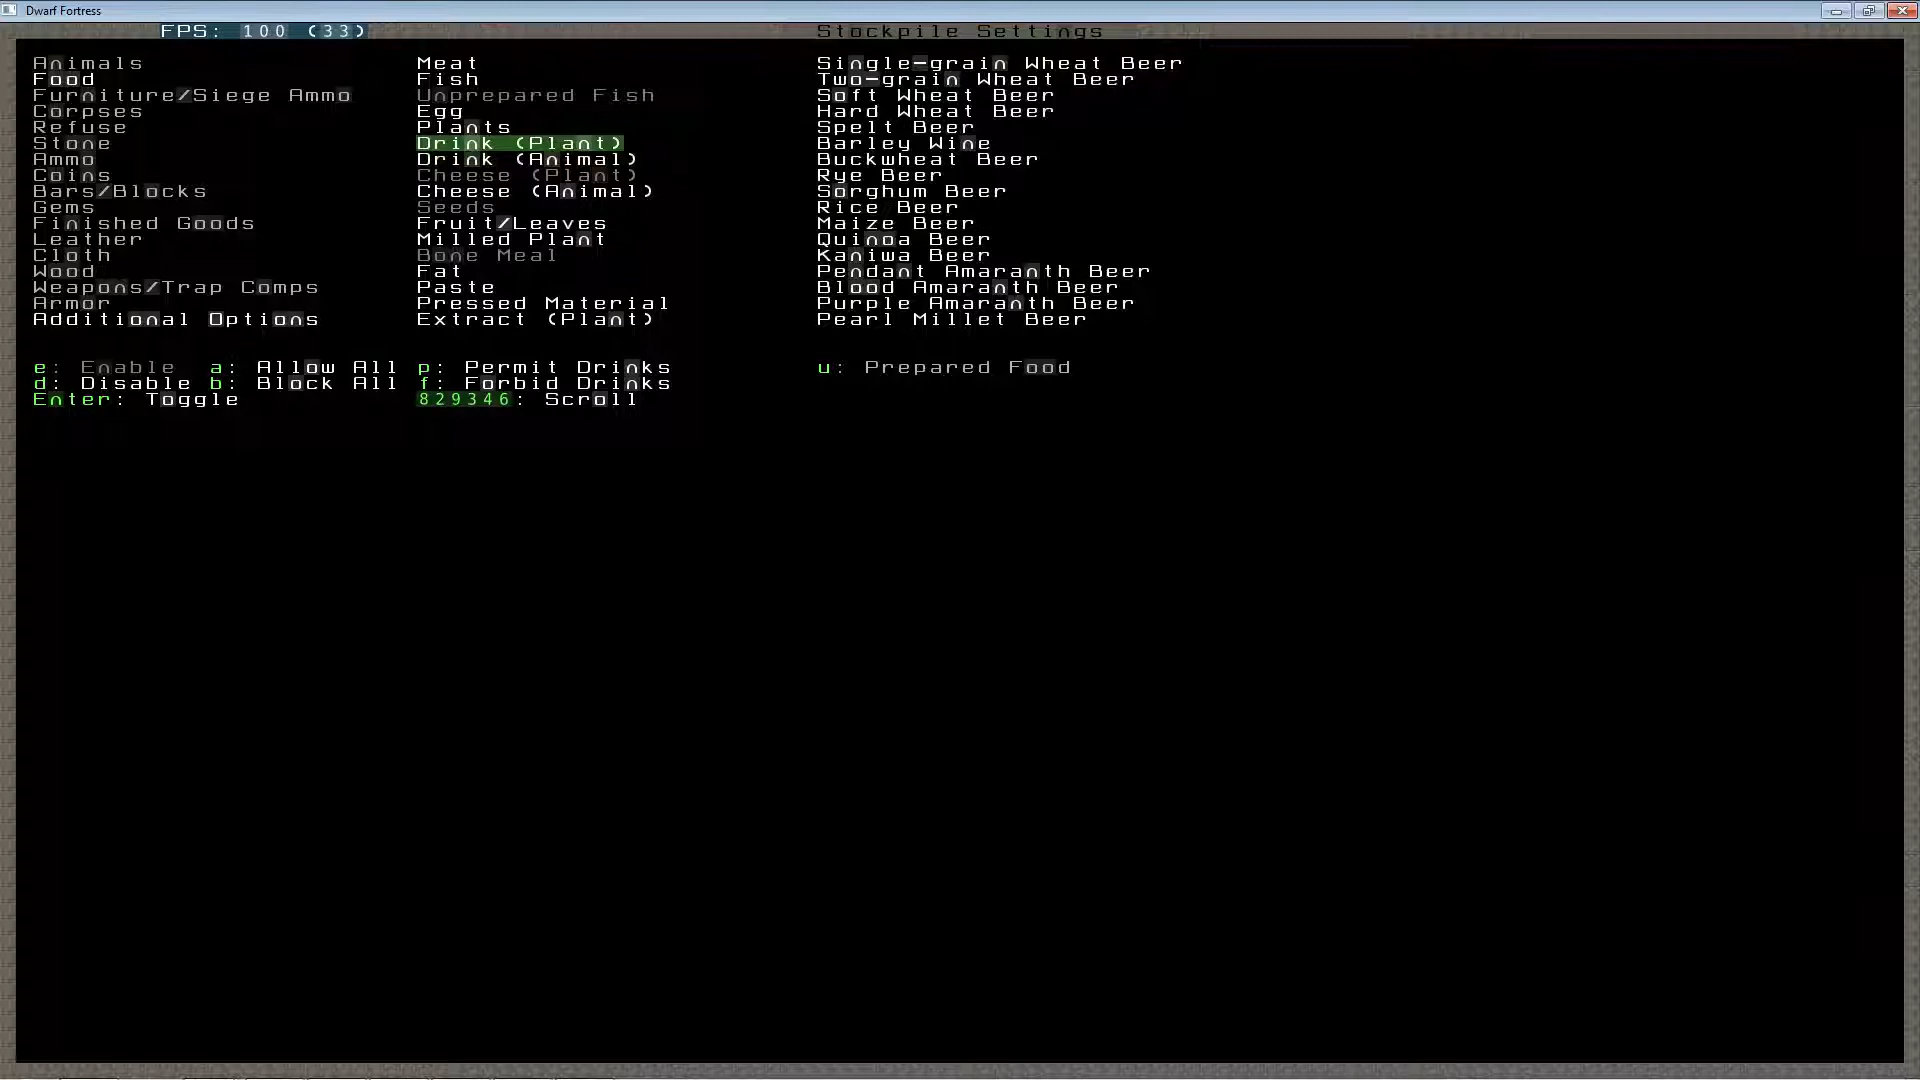 Dwarf Fortress
FPS: 100 (33)
Stockpile Settings
Animals Meat Single-grain Wheat Beer
Food Fish Two-grain Wheat Beer
Furniture/Siege Ammo Unprepared Fish Soft Wheat Beer
Corpses Egg Hard Wheat Beer
Refuse Plants Spelt Beer
Stone Drink (Plant) Barley Wine
Ammo Drink (Animal) Buckwheat Beer
Coins Cheese (Plant) Rye Beer
Bars/Blocks Cheese (Animal) Sorghum Beer
Gems Seeds Rice Beer
Finished Goods Fruit/Leaves Maize Beer
Leather Milled Plant Quinoa Beer
Cloth Bone Meal Kaniwa Beer
Wood Fat Pendant Amaranth Beer
Weapons/Trap Comps Paste Blood Amaranth Beer
Armor Pressed Material Purple Amaranth Beer
Additional Options Extract (Plant) Pearl Millet Beer
e: Enable a: Allow All p: Permit Drinks u: Prepared Food
d: Disable b: Block All f: Forbid Drinks
Enter: Toggle 829346: Scroll